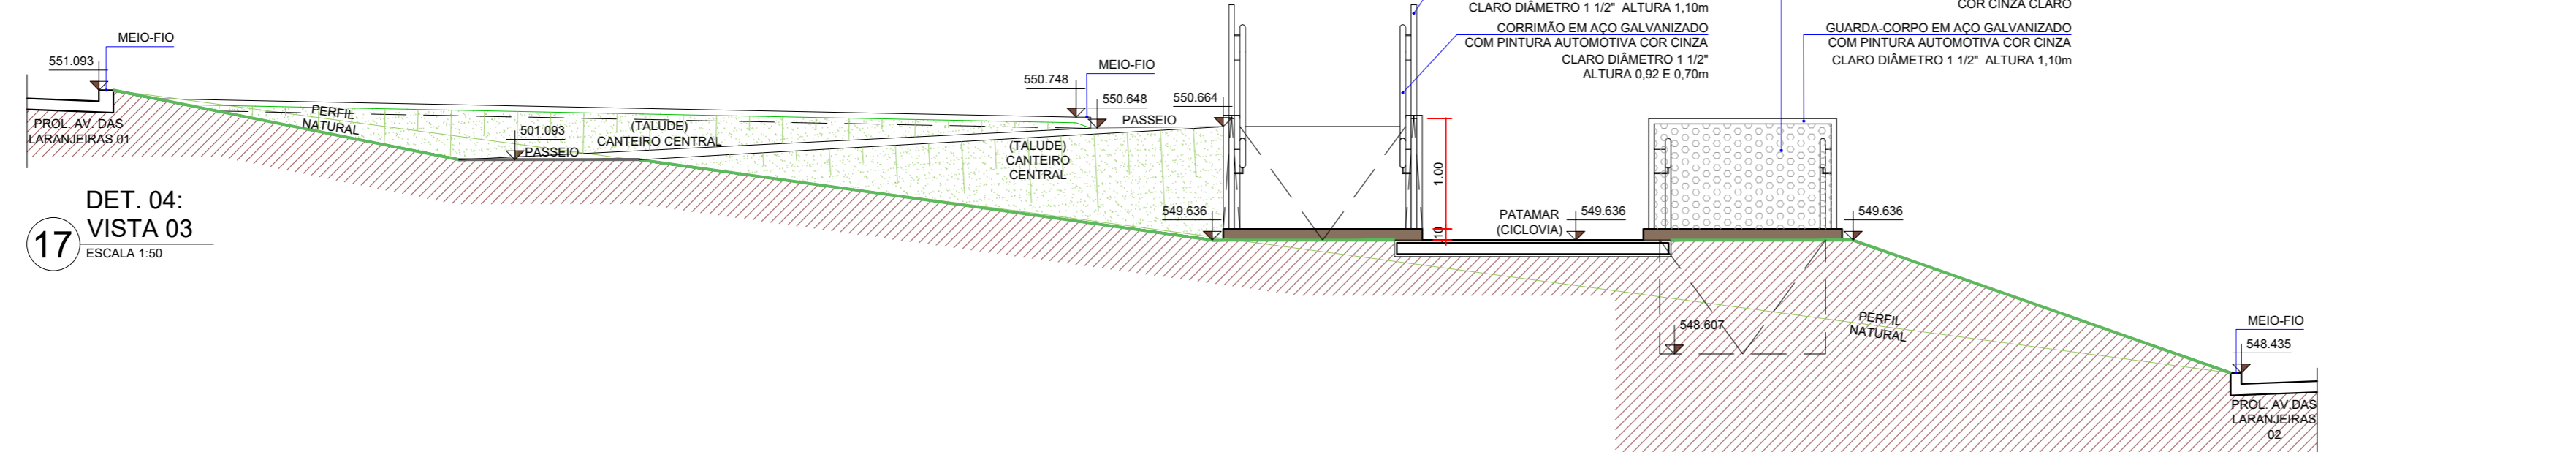 CLARO DIÂMETRO 1 1/2" ALTURA 1,10m
COR CINZA CLARO
CORRIMÃO EM AÇO GALVANIZADO
COM PINTURA AUTOMOTIVA COR CINZA
CLARO DIÂMETRO 1 1/2"
ALTURA 0,92 E 0,70m
GUARDA-CORPO EM AÇO GALVANIZADO
COM PINTURA AUTOMOTIVA COR CINZA
CLARO DIÂMETRO 1 1/2" ALTURA 1,10m
MEIO-FIO
551.093
PROL. AV. DAS
LARANJEIRAS 01
PERFIL
NATURAL
501.093
PASSEIO
(TALUDE)
CANTEIRO CENTRAL
550.748
MEIO-FIO
550.648
PASSEIO
550.664
(TALUDE)
CANTEIRO
CENTRAL
549.636
1.00
10
PATAMAR
(CICLOVIA)
549.636
549.636
548.607
PERFIL
NATURAL
MEIO-FIO
548.435
PROL. AV.DAS
LARANJEIRAS
02
17
DET. 04:
VISTA 03
ESCALA 1:50